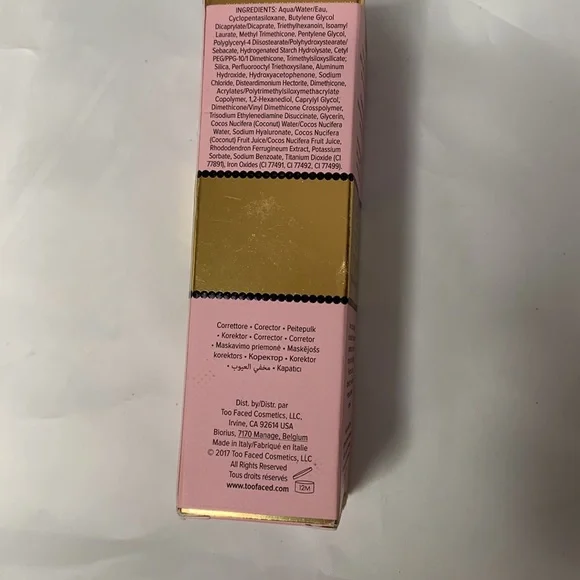 INGREDIENTS: Aqua/Water/Eau,
Cyclopentasiloxane, Butylene Glycol
Dicaprylate/Dicaprate, Triethylhexanoin, Isoamyl
Laurate, Methyl Trimethicone, Pentylene Glycol,
Polyglyceryl-4 Diisostearate/Polyhydroxystearate/
Sebacate, Hydrogenated Starch Hydrolysate, Cetyl
PEG/PPG-10/1 Dimethicone, Trimethylsiloxysilicate;
Silica, Perfluorooctyl Triethoxysilane, Aluminum
Hydroxide, Hydroxyacetophenone, Sodium
Chloride, Disteardimonium Hectorite, Dimethicone,
Acrylates/Polytrimethylsiloxymethacrylate
Copolymer, 1,2-Hexanediol, Caprylyl Glycol,
Dimethicone/Vinyl Dimethicone Crosspolymer,
Trisodium Ethylenediamine Disuccinate, Glycerin,
Cocos Nucifera (Coconut) Water/Cocos Nucifera
Water, Sodium Hyaluronate, Cocos Nucifera
(Coconut) Fruit Juice/Cocos Nucifera Fruit Juice,
Rhododendron Ferrugineum Extract, Potassium
Sorbate, Sodium Benzoate, Titanium Dioxide (CI
77891), Iron Oxides (CI 77491, CI 77492, CI 77499).
Correttore • Corector • Peitepulk
• Korektor • Corrector • Corretor
• Maskavimo priemonė • Maskējošs
korektors • Коректор • Korektor
• مخفي العيوب • Kapatıcı
Dist. by/Distr. par
Too Faced Cosmetics, LLC,
Irvine, CA 92614 USA
Biorius, 7170 Manage, Belgium
Made in Italy/Fabriqué en Italie
© 2017 Too Faced Cosmetics, LLC
All Rights Reserved
Tous droits réservés
www.toofaced.com
12M